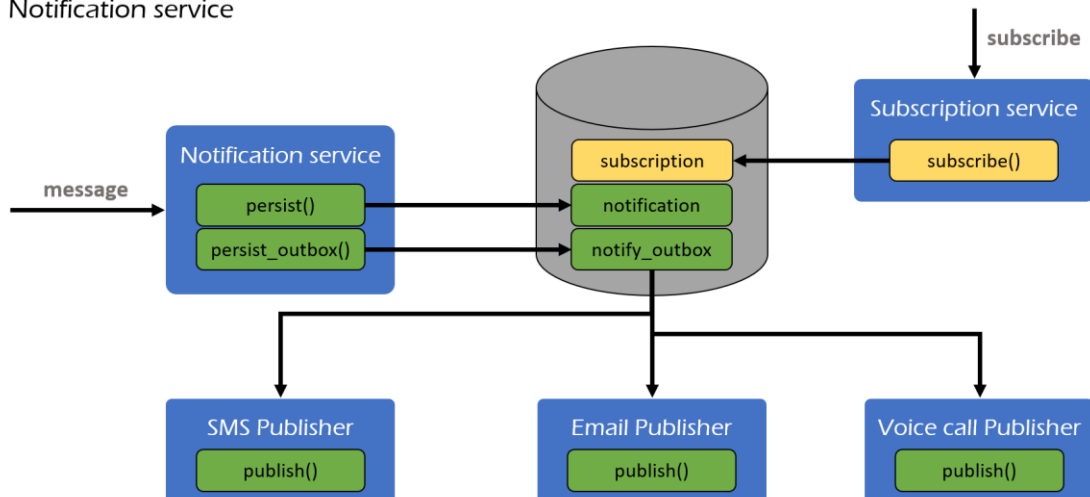 Notification service
subscribe
Subscription service
subscribe()
Notification service
subscription
message
persist()
notification
persist_outbox()
notify_outbox
SMS Publisher
Email Publisher
Voice call Publisher
publish()
publish()
publish()